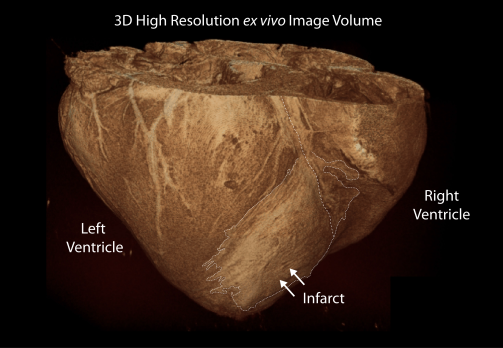 3D High Resolution ex vivo Image Volume
Left
Ventricle
Right
Ventricle
Infarct